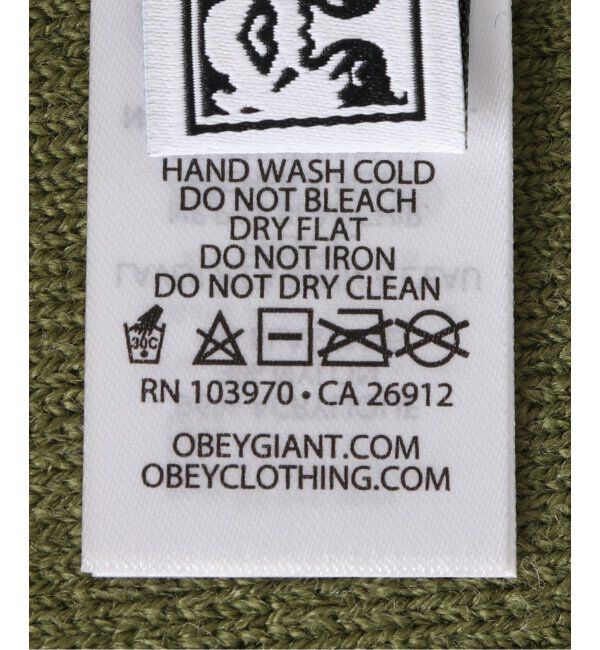 HAND WASH COLD
DO NOT BLEACH
DRY FLAT
DO NOT IRON
DO NOT DRY CLEAN
30C
RN 103970 • CA 26912
OBEYGIANT.COM
OBEYCLOTHING.COM